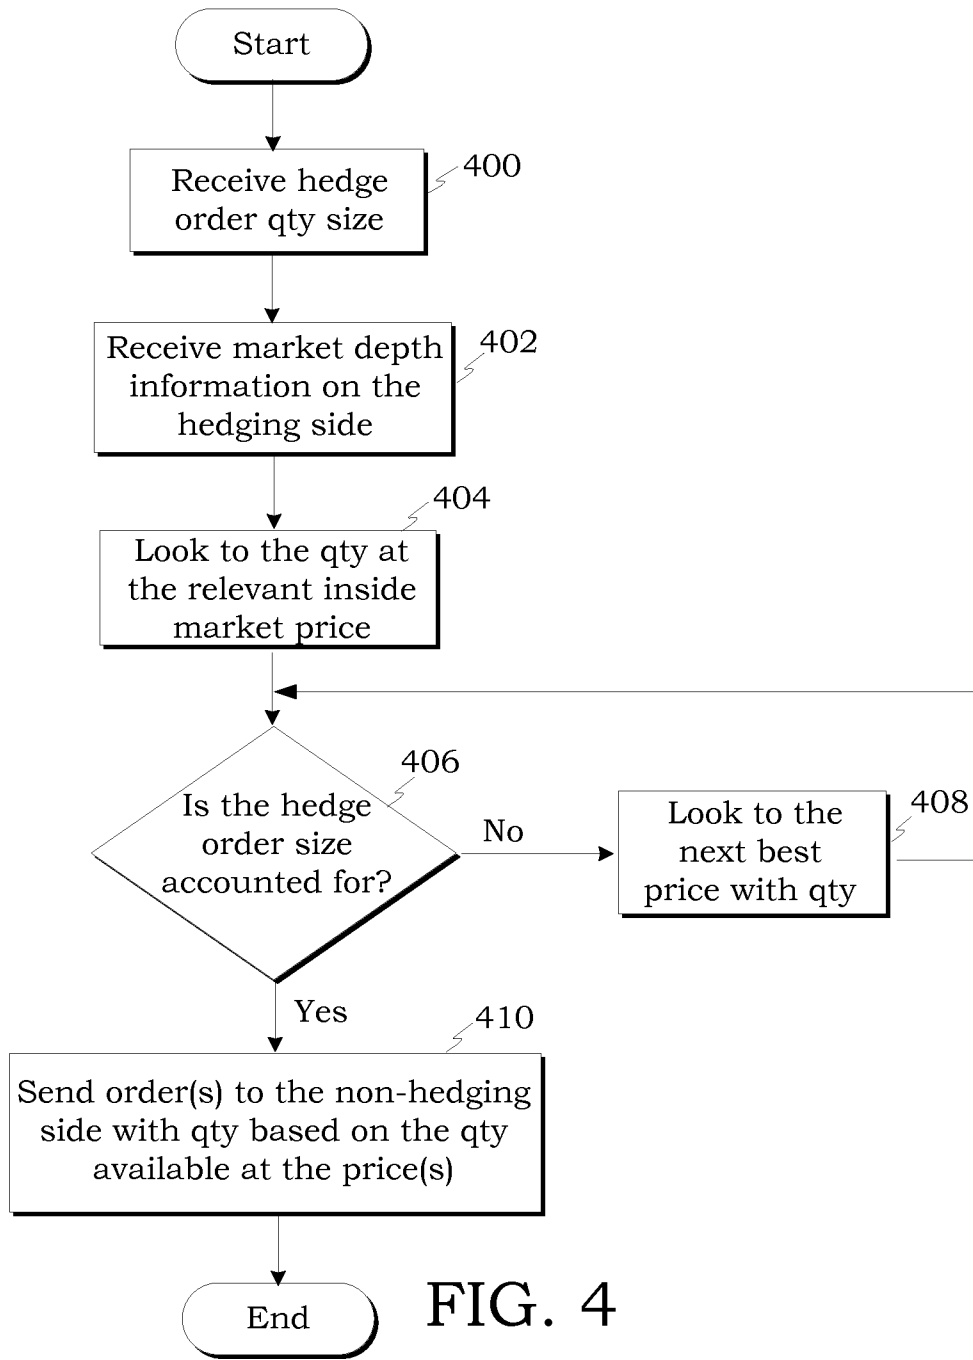 Start
400
Receive hedge
order qty size
402
Receive market depth
information on the
hedging side
404
Look to the qty at
the relevant inside
market price
406
Is the hedge
order size
accounted for?
No
408
Look to the
next best
price with qty
Yes
410
Send order(s) to the non-hedging
side with qty based on the qty
available at the price(s)
End
FIG. 4